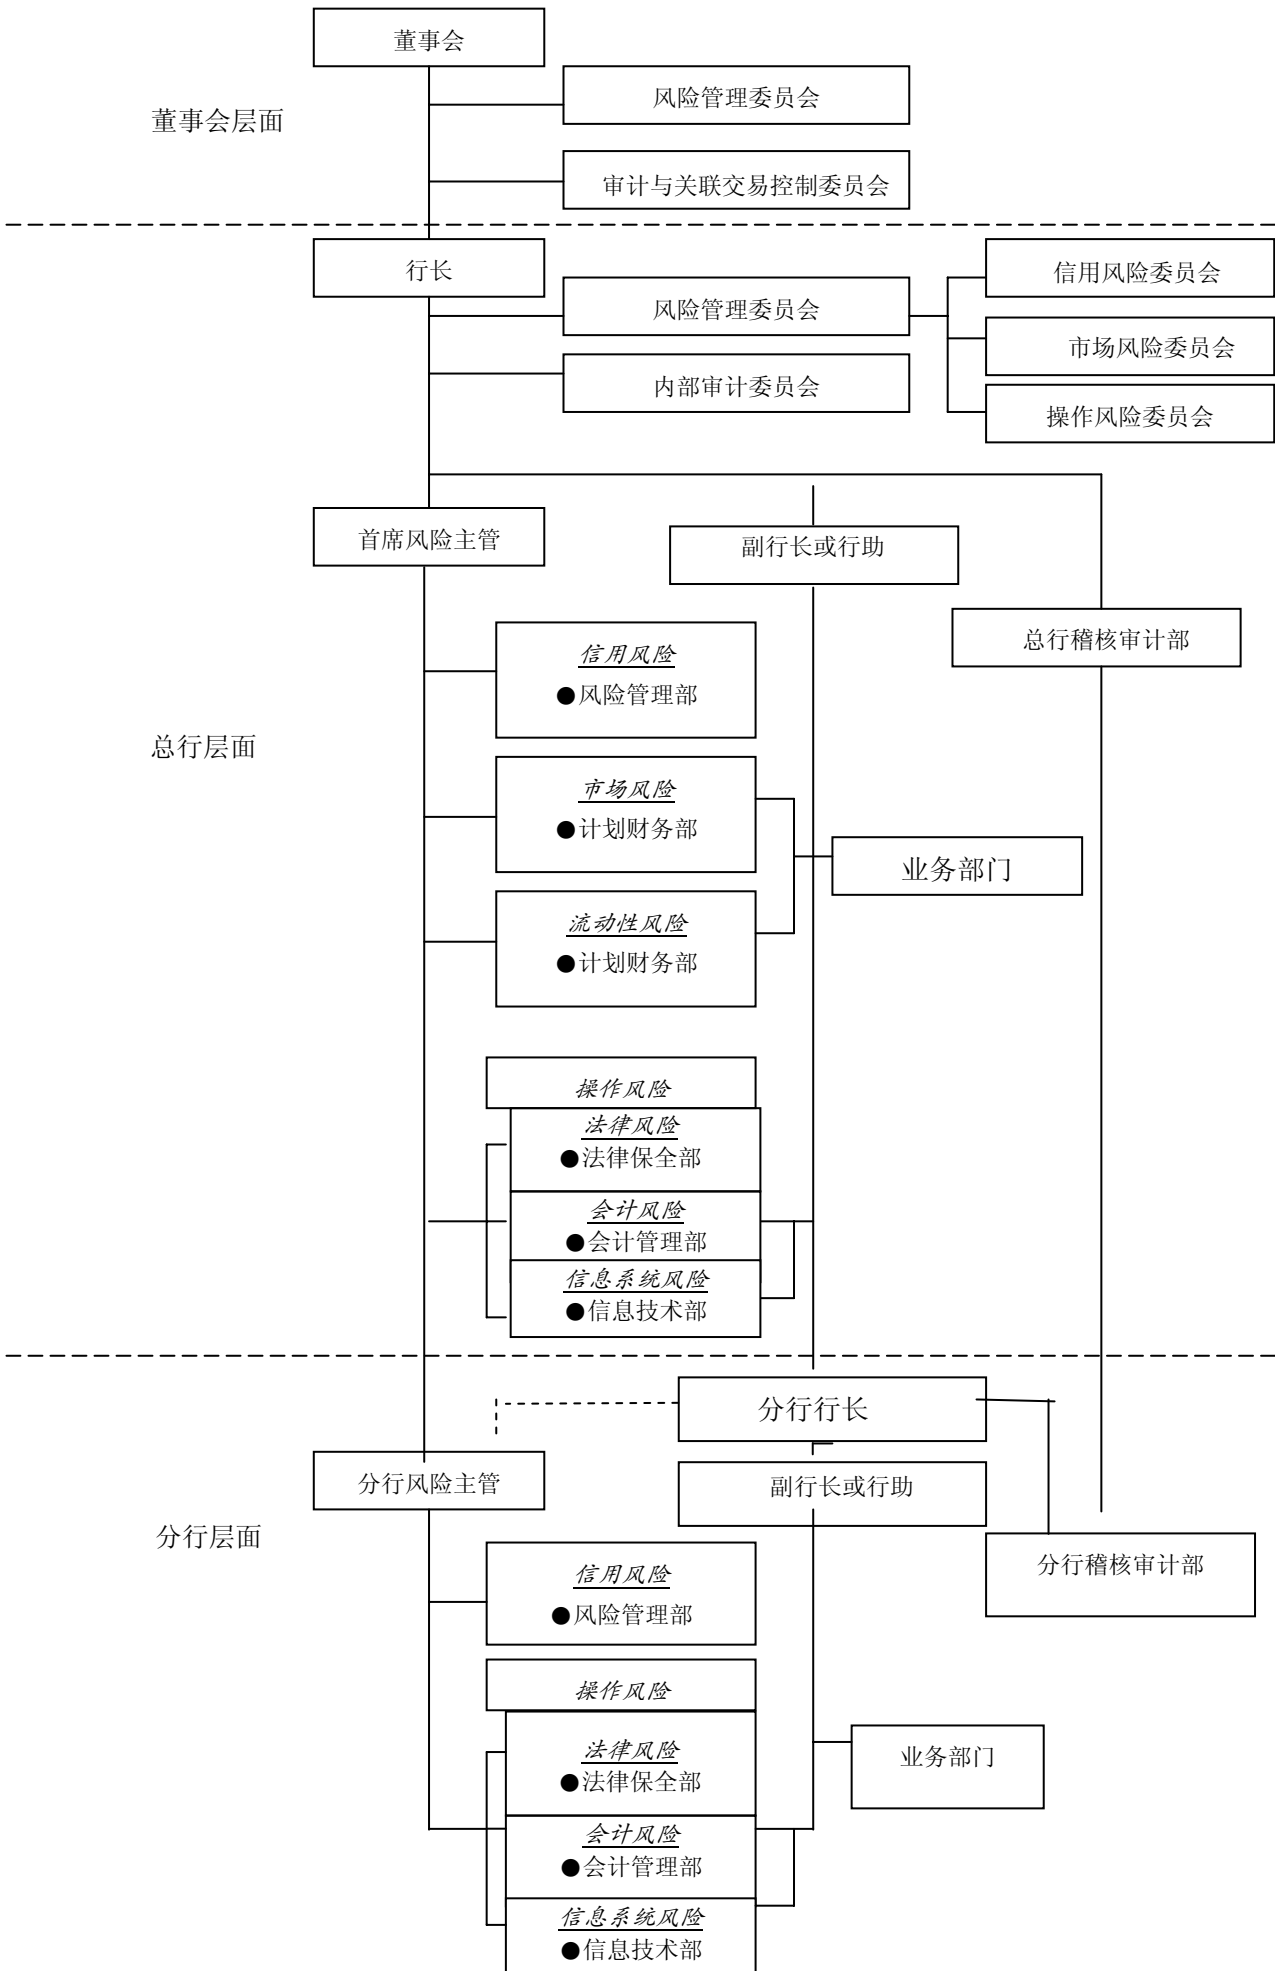 董事会
风险管理委员会
董事会层面
审计与关联交易控制委员会
行长
信用风险委员会
风险管理委员会
市场风险委员会
内部审计委员会
操作风险委员会
首席风险主管
副行长或行助
总行稽核审计部
信用风险
●风险管理部
总行层面
市场风险
●计划财务部
业务部门
流动性风险
●计划财务部
操作风险
法律风险
●法律保全部
会计风险
●会计管理部
信息系统风险
●信息技术部
分行行长
分行风险主管
副行长或行助
分行层面
分行稽核审计部
信用风险
●风险管理部
操作风险
法律风险
●法律保全部
业务部门
会计风险
●会计管理部
信息系统风险
●信息技术部